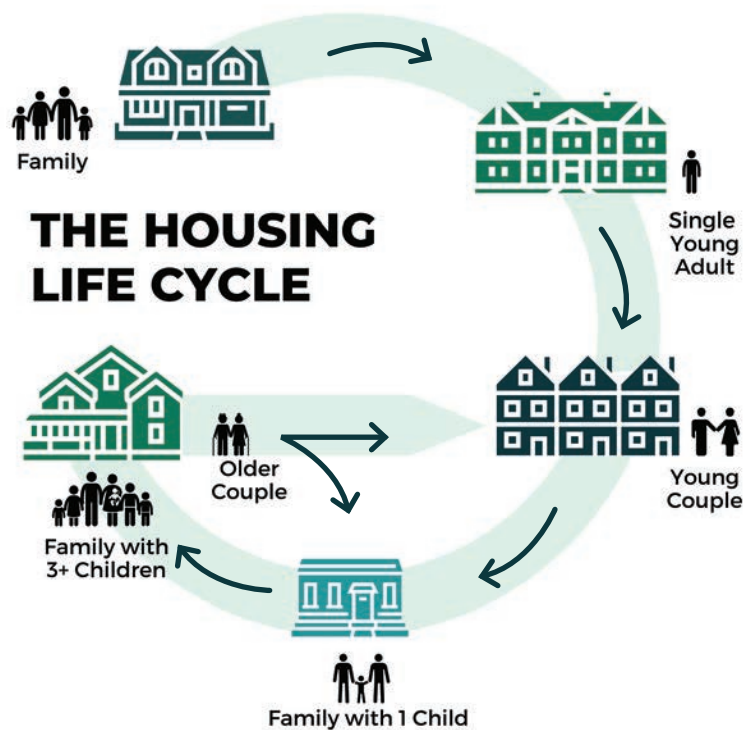 Family
Single
Young
Adult
THE HOUSING
LIFE CYCLE
Older
Couple
Young
Couple
Family with
3+ Children
Family with 1 Child